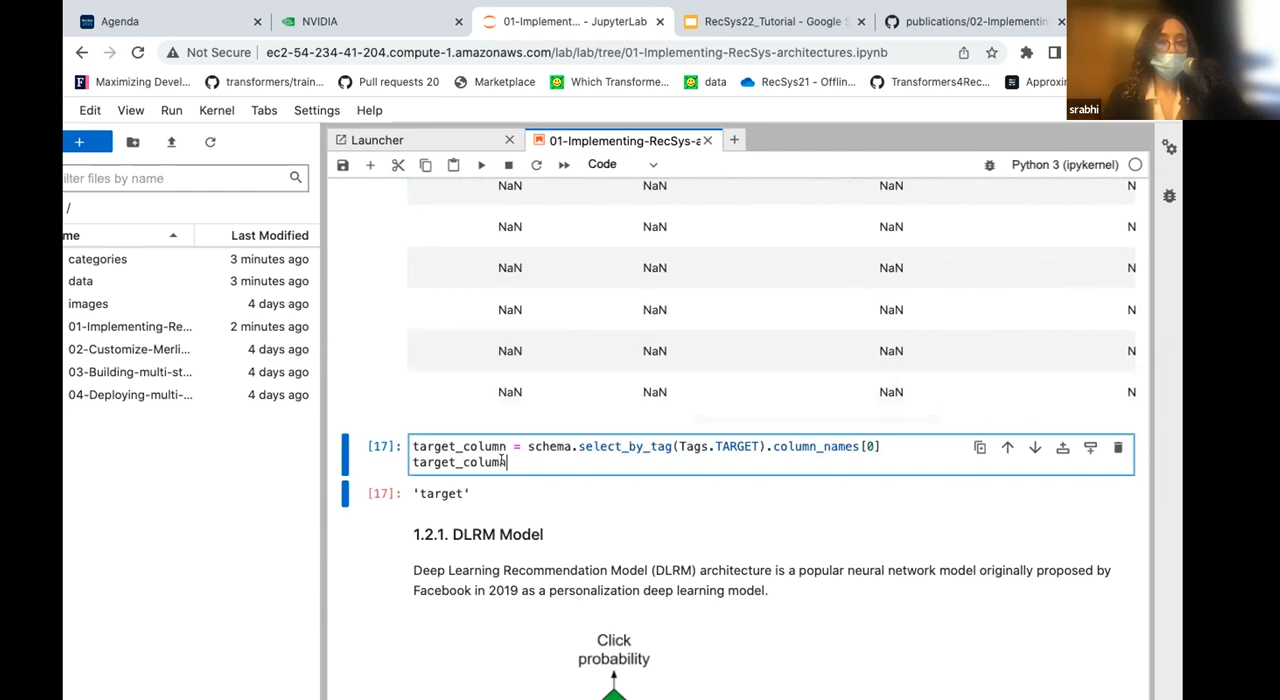 Agenda
NVIDIA
01-Implement... - JupyterLab
RecSys22_Tutorial - Google S
publications/02-Implementin
Not Secure
ec2-54-234-41-204.compute-1.amazonaws.com/lab/lab/tree/01-Implementing-RecSys-architectures.ipynb
Maximizing Devel...
transformers/train...
Pull requests 20
Marketplace
Which Transforme...
data
RecSys21 - Offlin...
Transformers4Rec...
Approxi
srabhi
Edit
View
Run
Kernel
Tabs
Settings
Help
Launcher
01-Implementing-RecSys-a
ilter files by name
Code
Python 3 (ipykernel)
/
me
Last Modified
categories
3 minutes ago
data
3 minutes ago
images
4 days ago
01-Implementing-Re...
2 minutes ago
02-Customize-Merli...
4 days ago
03-Building-multi-st...
4 days ago
04-Deploying-multi-...
4 days ago
NaN NaN NaN N
NaN NaN NaN N
NaN NaN NaN N
NaN NaN NaN N
NaN NaN NaN N
NaN NaN NaN N
[17]: target_column = schema.select_by_tag(Tags.TARGET).column_names[0]
target_column
[17]: 'target'
1.2.1. DLRM Model
Deep Learning Recommendation Model (DLRM) architecture is a popular neural network model originally proposed by
Facebook in 2019 as a personalization deep learning model.
Click
probability